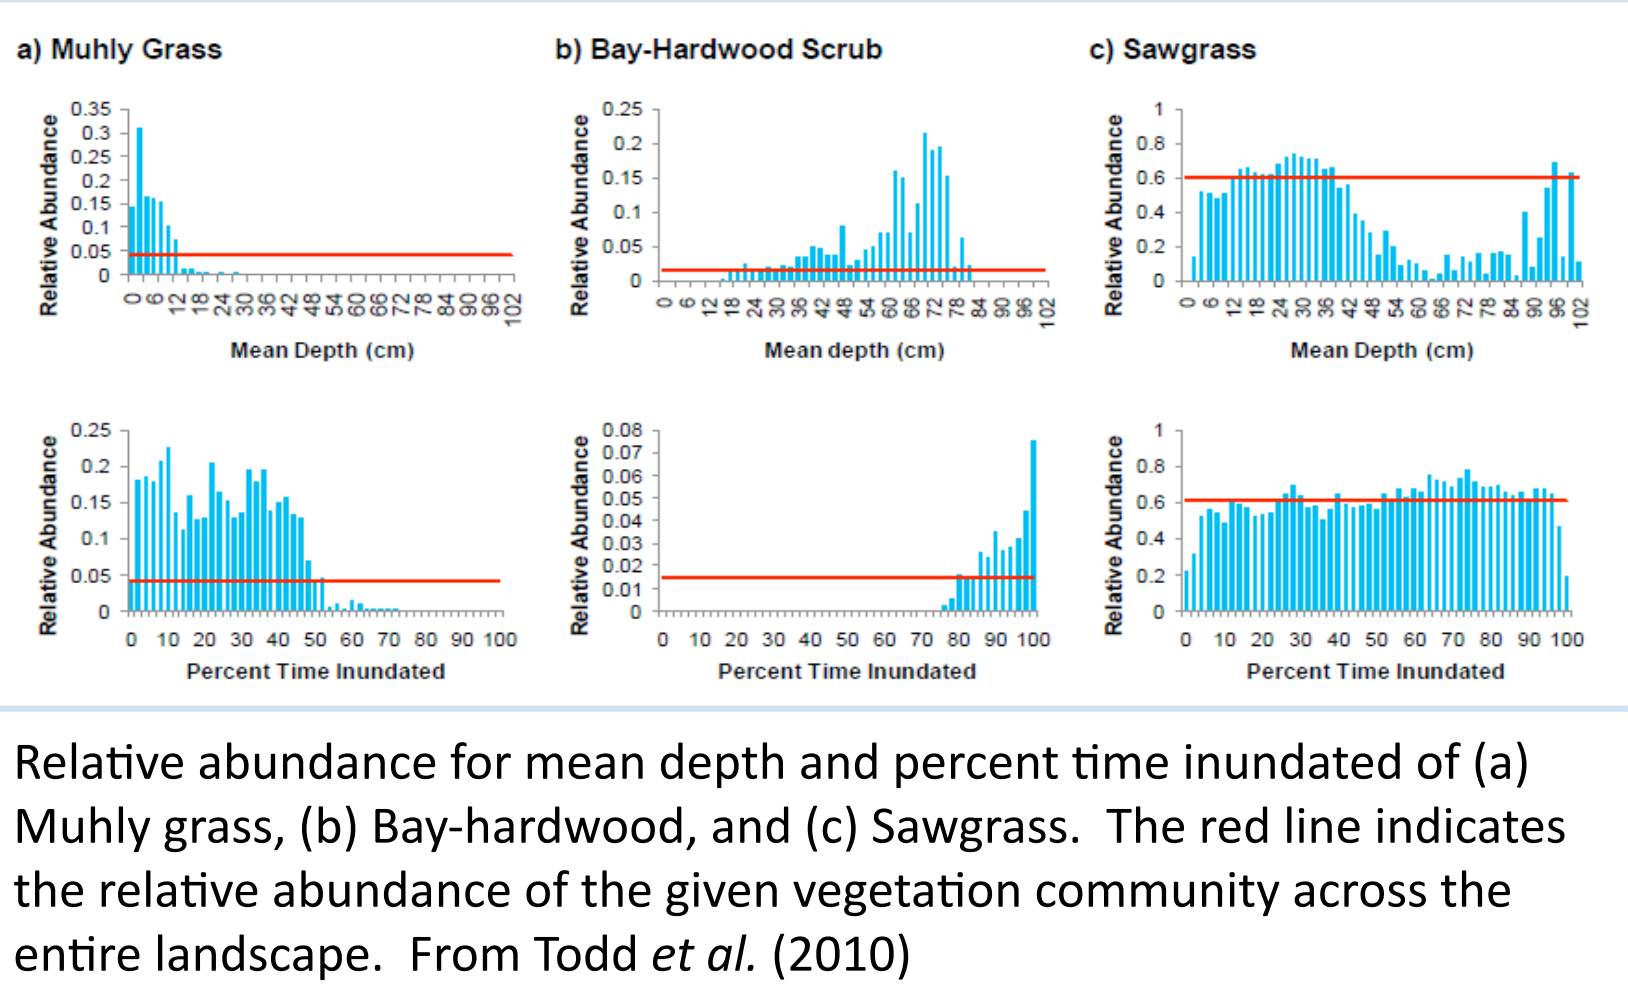 a) Muhly Grass
b) Bay-Hardwood Scrub
c) Sawgrass
Relative Abundance
0.35
0.3
0.25
0.2
0.15
0.1
0.05
0
0 6 12 18 24 30 36 42 48 54 60 66 72 78 84 90 96 102
Mean Depth (cm)
Relative Abundance
0.25
0.2
0.15
0.1
0.05
0
0 6 12 18 24 30 36 42 48 54 60 66 72 78 84 90 96 102
Mean depth (cm)
Relative Abundance
1
0.8
0.6
0.4
0.2
0
0 6 12 18 24 30 36 42 48 54 60 66 72 78 84 90 96 102
Mean Depth (cm)
Relative Abundance
0.25
0.2
0.15
0.1
0.05
0
0 10 20 30 40 50 60 70 80 90 100
Percent Time Inundated
Relative Abundance
0.08
0.07
0.06
0.05
0.04
0.03
0.02
0.01
0
0 10 20 30 40 50 60 70 80 90 100
Percent Time Inundated
Relative Abundance
1
0.8
0.6
0.4
0.2
0
0 10 20 30 40 50 60 70 80 90 100
Percent Time Inundated
Relative abundance for mean depth and percent time inundated of (a)
Muhly grass, (b) Bay-hardwood, and (c) Sawgrass.  The red line indicates
the relative abundance of the given vegetation community across the
entire landscape.  From Todd et al. (2010)